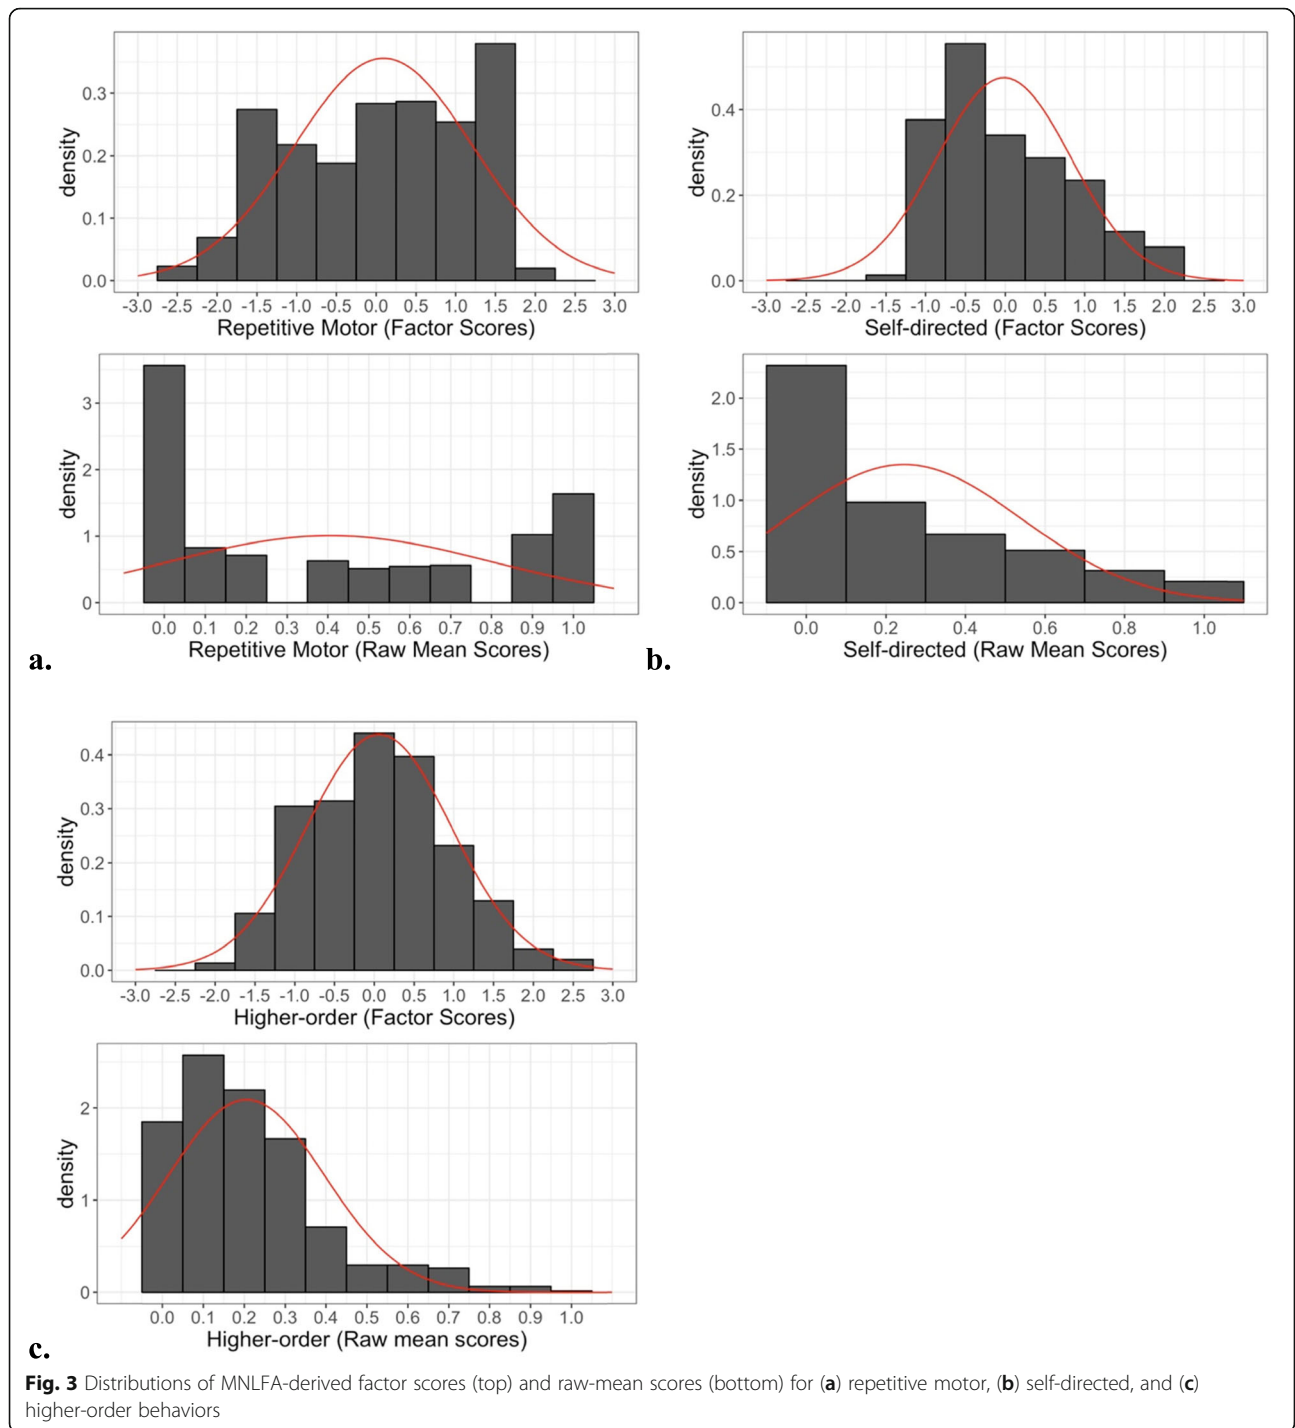 density
0.3
0.2
0.1
0.0
-3.0 -2.5 -2.0 -1.5 -1.0 -0.5 0.0 0.5 1.0 1.5 2.0 2.5 3.0
Repetitive Motor (Factor Scores)
density
3
2
1
0
0.0 0.1 0.2 0.3 0.4 0.5 0.6 0.7 0.8 0.9 1.0
Repetitive Motor (Raw Mean Scores)
a.
density
0.4
0.2
0.0
-3.0 -2.5 -2.0 -1.5 -1.0 -0.5 0.0 0.5 1.0 1.5 2.0 2.5 3.0
Self-directed (Factor Scores)
density
2.0
1.5
1.0
0.5
0.0
0.0 0.2 0.4 0.6 0.8 1.0
Self-directed (Raw Mean Scores)
b.
density
0.4
0.3
0.2
0.1
0.0
-3.0 -2.5 -2.0 -1.5 -1.0 -0.5 0.0 0.5 1.0 1.5 2.0 2.5 3.0
Higher-order (Factor Scores)
density
2
1
0
0.0 0.1 0.2 0.3 0.4 0.5 0.6 0.7 0.8 0.9 1.0
Higher-order (Raw mean scores)
c.
Fig. 3 Distributions of MNLFA-derived factor scores (top) and raw-mean scores (bottom) for (a) repetitive motor, (b) self-directed, and (c)
higher-order behaviors